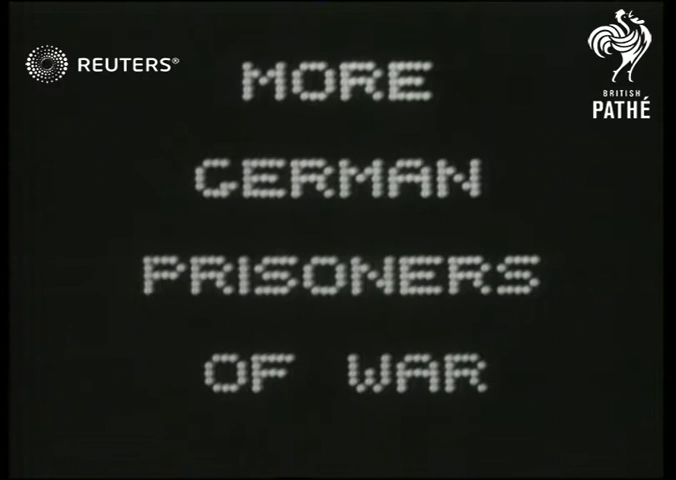 REUTERS®
BRITISH
PATHÉ
MORE
GERMAN
PRISONERS
OF WAR